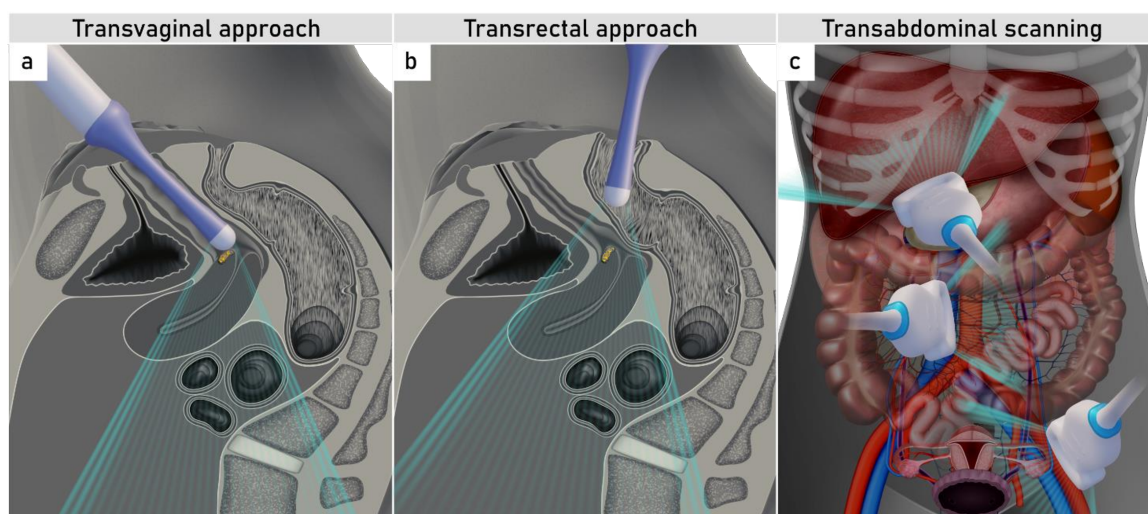 Transvaginal approach
Transrectal approach
Transabdominal scanning
a
b
c